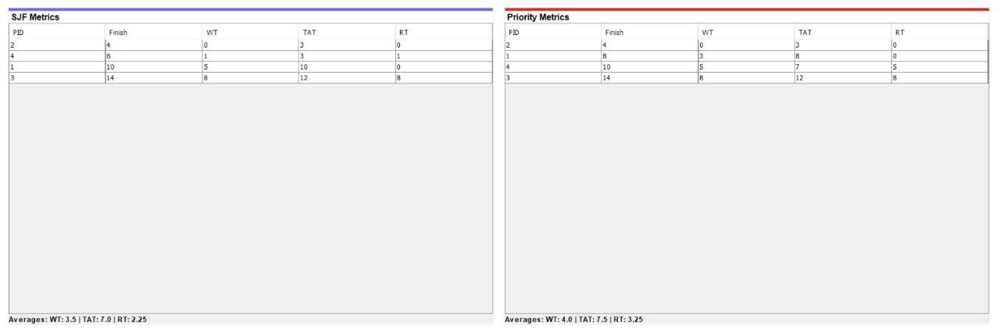 SJF Metrics
PID Finish WT TAT RT
2 4 0 3 0
4 6 1 3 1
1 10 5 10 0
3 14 8 12 8
Averages: WT: 3.5 | TAT: 7.0 | RT: 2.25
Priority Metrics
PID Finish WT TAT RT
2 4 0 3 0
1 8 3 8 0
4 10 5 7 5
3 14 8 12 8
Averages: WT: 4.0 | TAT: 7.5 | RT: 3.25